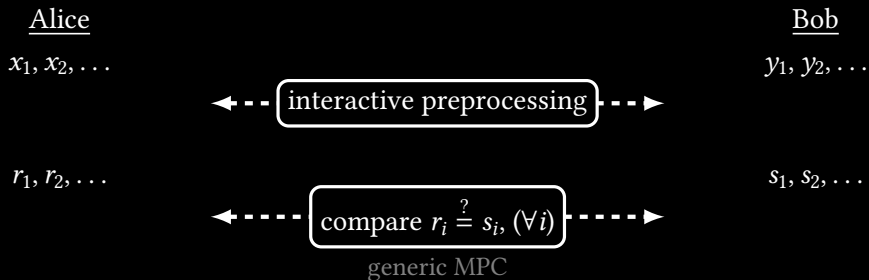 Alice Bob
x₁, x₂, … y₁, y₂, …
interactive preprocessing
r₁, r₂, … s₁, s₂, …
compare rᵢ ≟ sᵢ, (∀i)
generic MPC